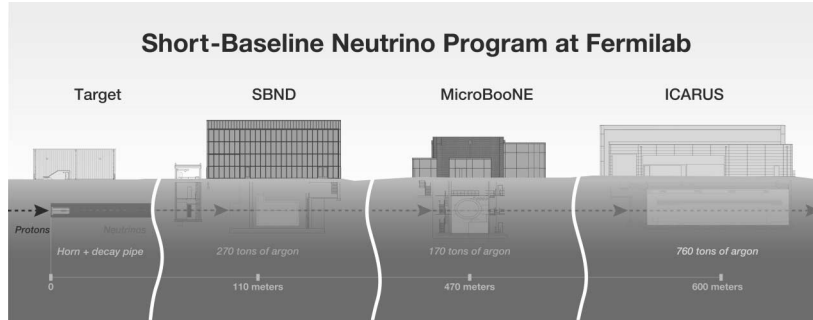 Short-Baseline Neutrino Program at Fermilab
Target SBND MicroBooNE ICARUS
Protons Neutrinos
Horn + decay pipe 270 tons of argon 170 tons of argon 760 tons of argon
0 110 meters 470 meters 600 meters